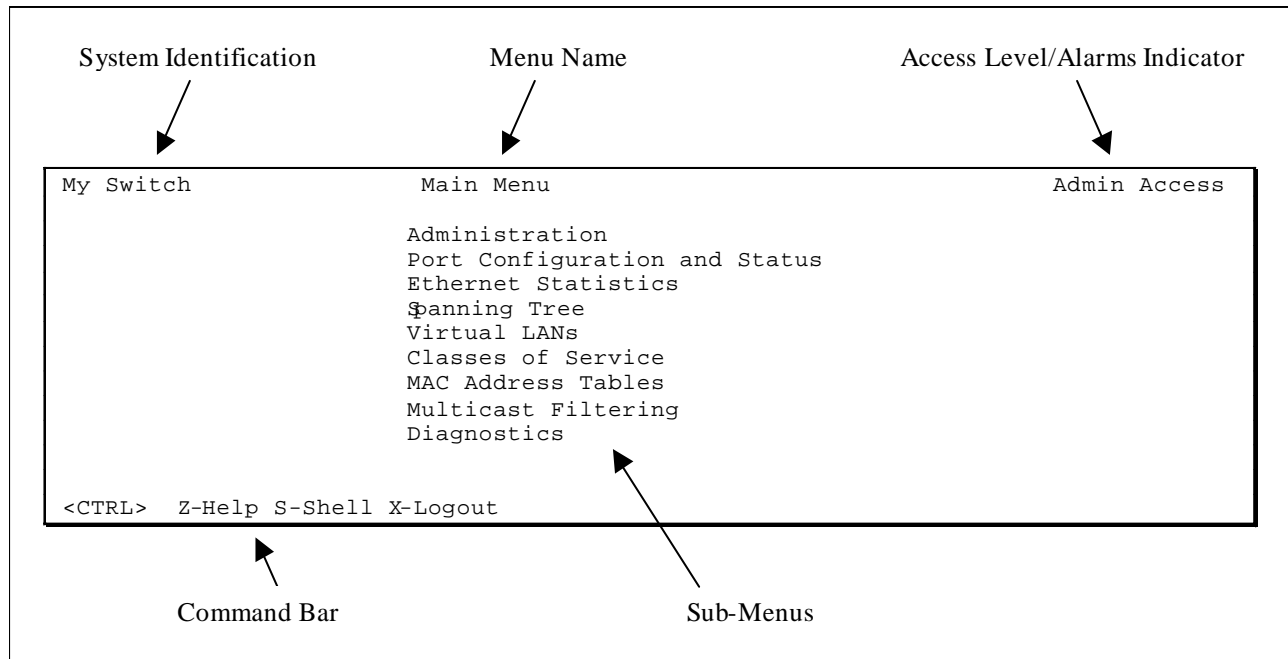 System Identification Menu Name Access Level/Alarms Indicator
My Switch Main Menu Admin Access
Administration
Port Configuration and Status
Ethernet Statistics
Spanning Tree
Virtual LANs
Classes of Service
MAC Address Tables
Multicast Filtering
Diagnostics
<CTRL> Z-Help S-Shell X-Logout
Command Bar Sub-Menus